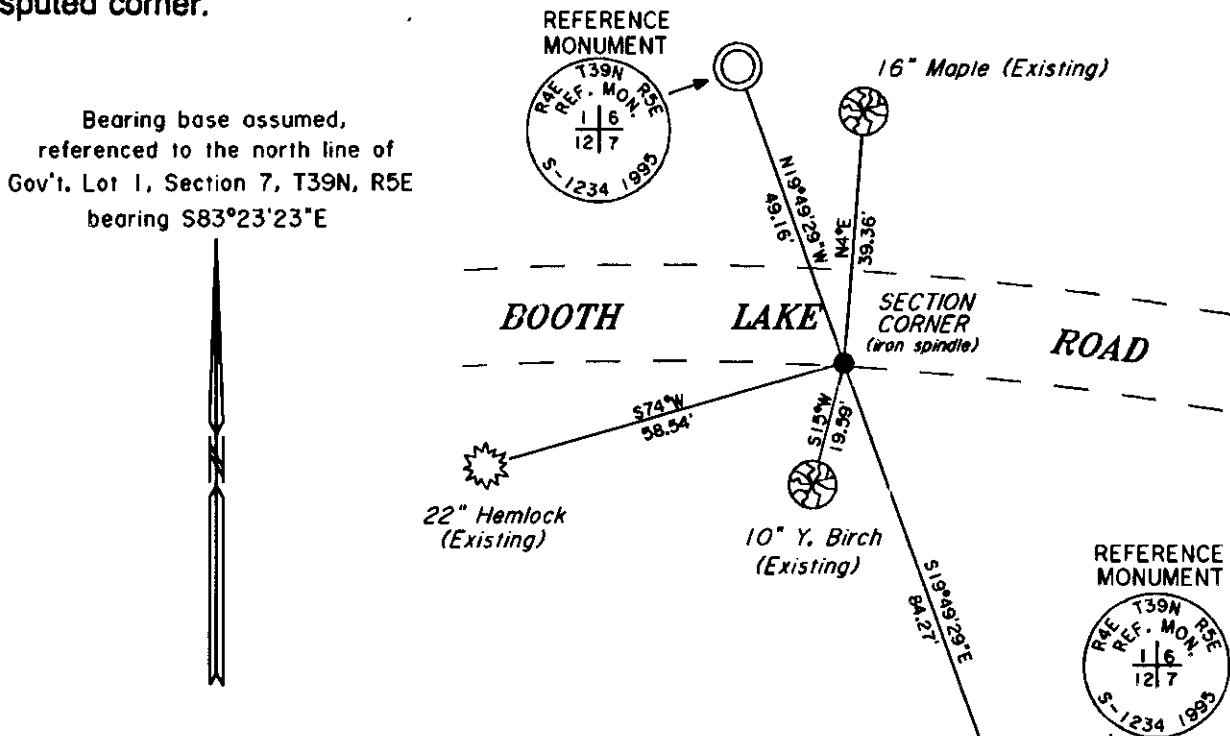 sputed corner.
Bearing base assumed,
referenced to the north line of
Gov't. Lot 1, Section 7, T39N, R5E
bearing S83°23'23"E
N
REFERENCE
MONUMENT
R4E T39N R5E
REF. MON.
1 6
12 7
S-1234 1995
16" Maple (Existing)
N19°49'29"W
49.16'
N4°E
39.36'
BOOTH LAKE ROAD
SECTION
CORNER
(iron spindle)
S74°W
58.54'
S15°W
19.59'
22" Hemlock
(Existing)
10" Y. Birch
(Existing)
S19°49'29"E
84.27'
REFERENCE
MONUMENT
R4E T39N R5E
REF. MON.
1 6
12 7
S-1234 1995